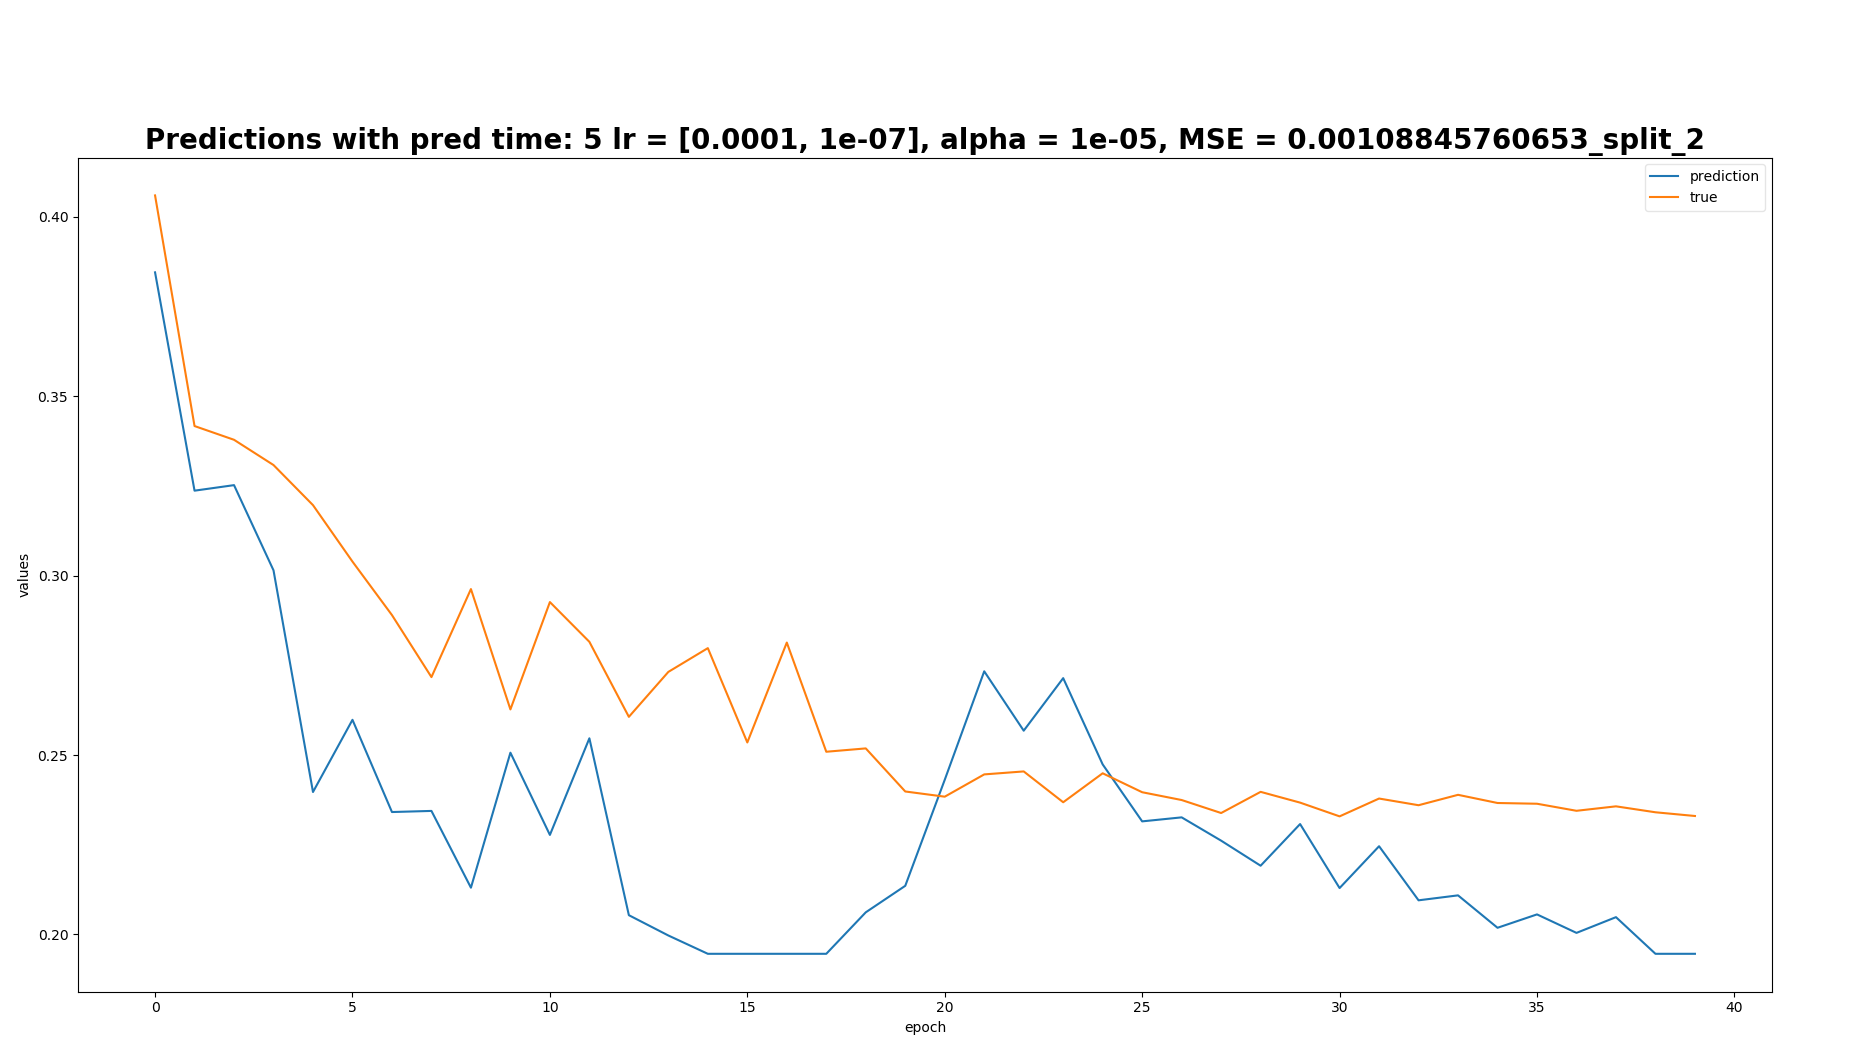 Predictions with pred time: 5 lr = [0.0001, 1e-07], alpha = 1e-05, MSE = 0.00108845760653_split_2
prediction
true
0.40
0.35
0.30
0.25
0.20
values
0 5 10 15 20 25 30 35 40
epoch